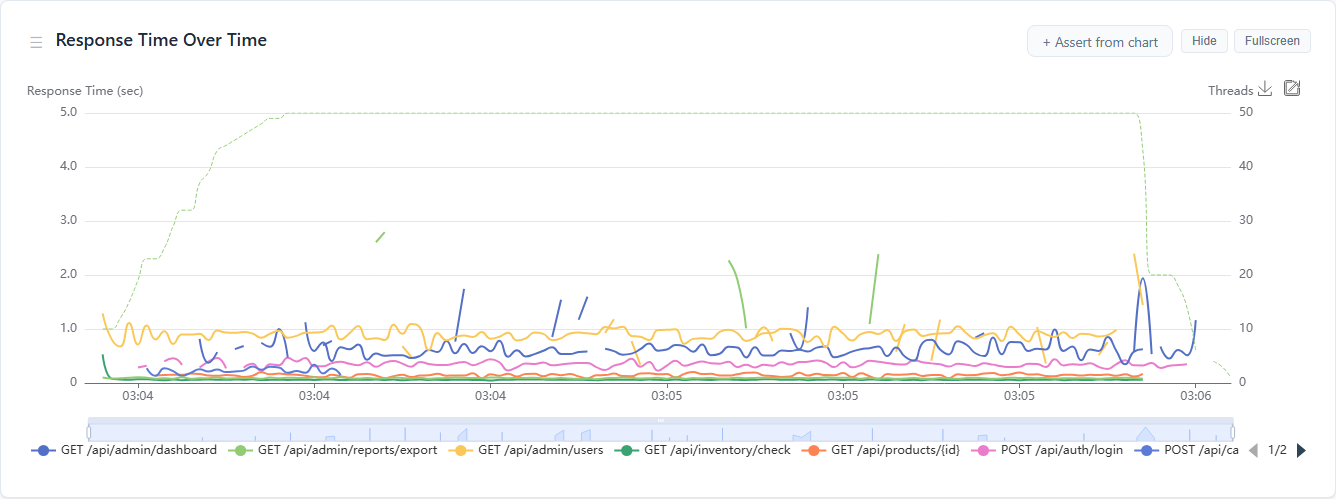 Response Time Over Time
+ Assert from chart
Hide
Fullscreen
Response Time (sec)
Threads
5.0
50
4.0
40
3.0
30
2.0
20
1.0
10
0
0
03:04 03:04 03:04 03:05 03:05 03:05 03:06
GET /api/admin/dashboard GET /api/admin/reports/export GET /api/admin/users GET /api/inventory/check GET /api/products/{id} POST /api/auth/login POST /api/ca 1/2